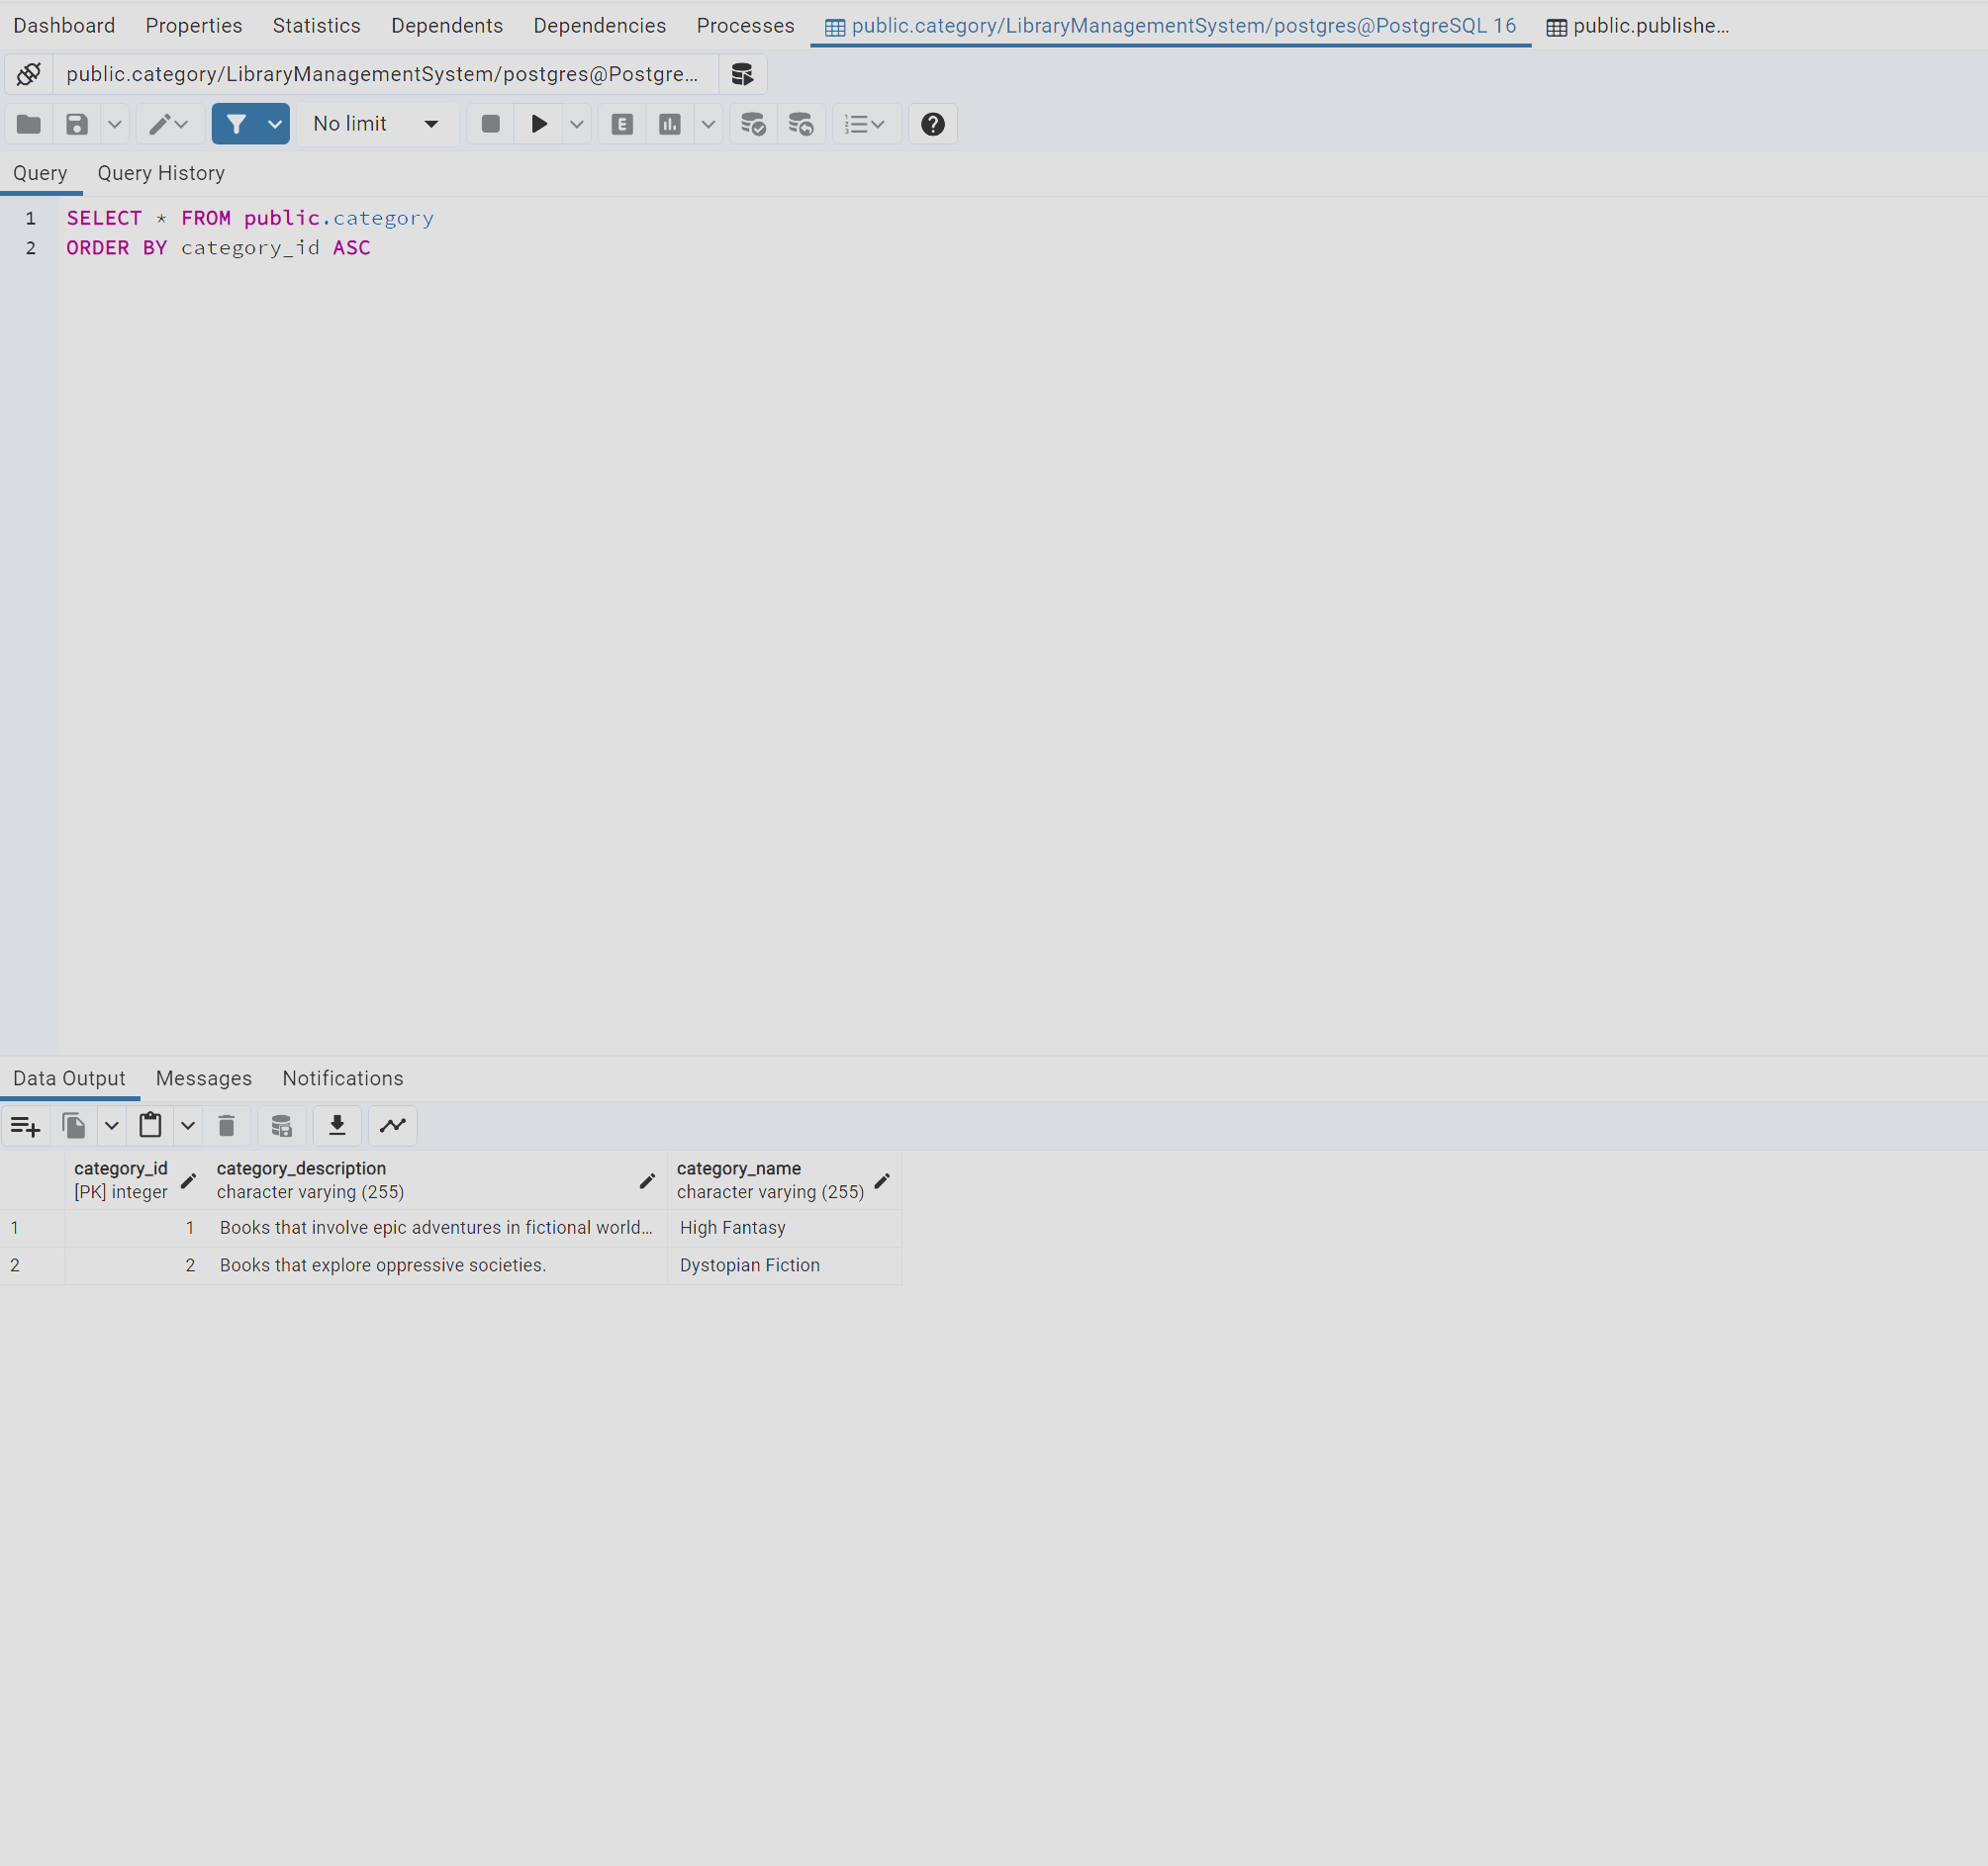 Dashboard Properties Statistics Dependents Dependencies Processes public.category/LibraryManagementSystem/postgres@PostgreSQL 16 public.publishe...
public.category/LibraryManagementSystem/postgres@Postgre...
No limit E
Query Query History
1 SELECT * FROM public.category
2 ORDER BY category_id ASC
Data Output Messages Notifications
category_id category_description category_name
[PK] integer character varying (255) character varying (255)
1 1 Books that involve epic adventures in fictional world... High Fantasy
2 2 Books that explore oppressive societies. Dystopian Fiction